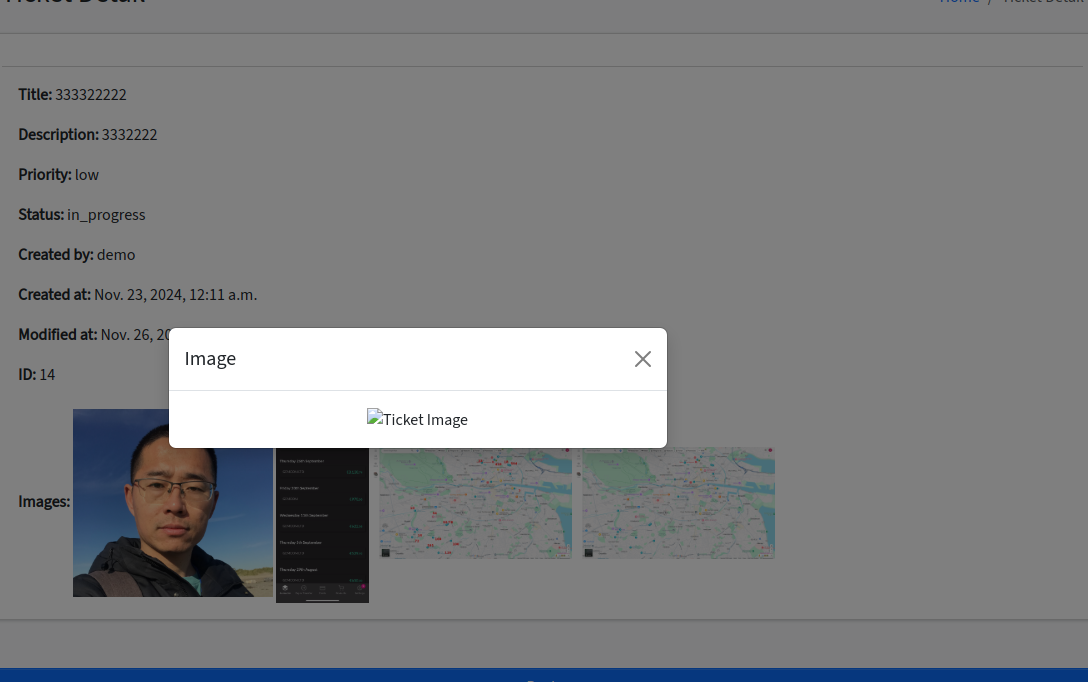 Ticket Detail
Home / Ticket Detail
Title: 333322222
Description: 3332222
Priority: low
Status: in_progress
Created by: demo
Created at: Nov. 23, 2024, 12:11 a.m.
Modified at: Nov. 26, 20
ID: 14
Image
Ticket Image
Images: